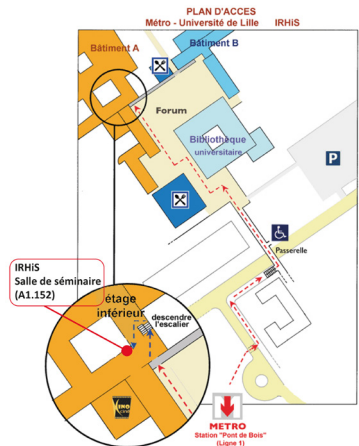 PLAN D'ACCES
Métro - Université de Lille IRHiS
Bâtiment A
Bâtiment B
Forum
Bibliothèque
universitaire
P
Passerelle
IRHiS
Salle de séminaire
(A1.152)
étage
intérieur
descendre
l'escalier
KINO
METRO
Station "Pont de Bois"
(Ligne 1)